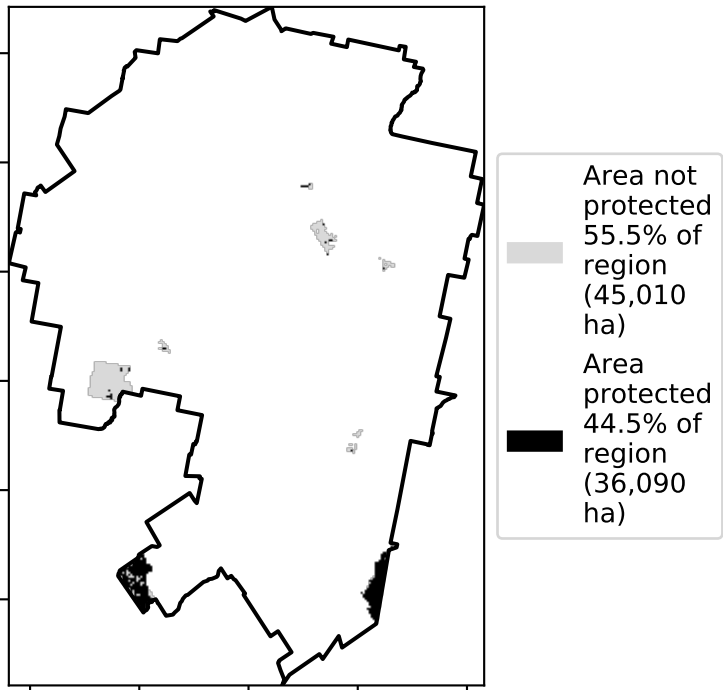 Area not
protected
55.5% of
region
(45,010
ha)
Area
protected
44.5% of
region
(36,090
ha)